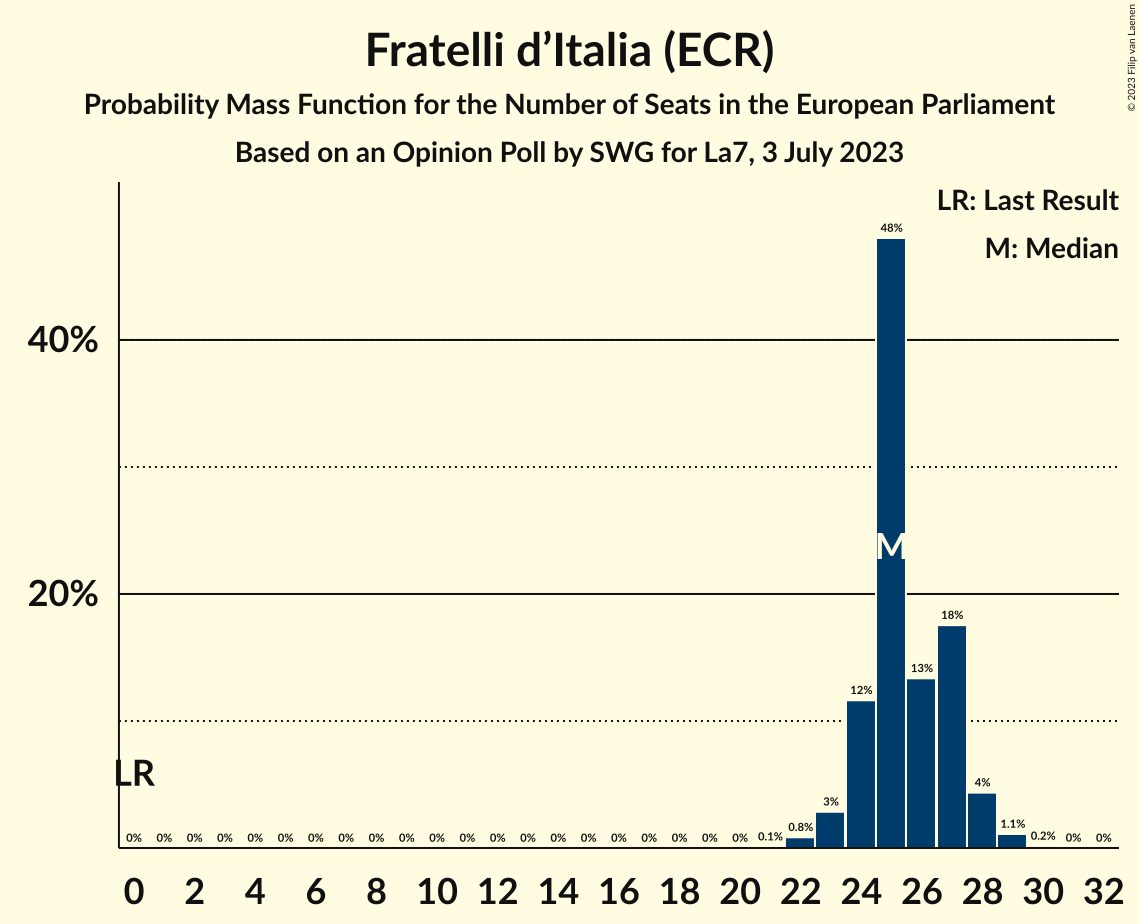 Fratelli d’Italia (ECR)
Probability Mass Function for the Number of Seats in the European Parliament
Based on an Opinion Poll by SWG for La7, 3 July 2023
© 2023 Filip van Laenen
LR: Last Result
M: Median
48%
40%
M
20%
18%
13%
12%
LR
4%
3%
1.1%
0% 0% 0% 0% 0% 0% 0% 0% 0% 0% 0% 0% 0% 0% 0% 0% 0% 0% 0% 0% 0% 0.1% 0.8% 0.2% 0% 0%
0 2 4 6 8 10 12 14 16 18 20 22 24 26 28 30 32